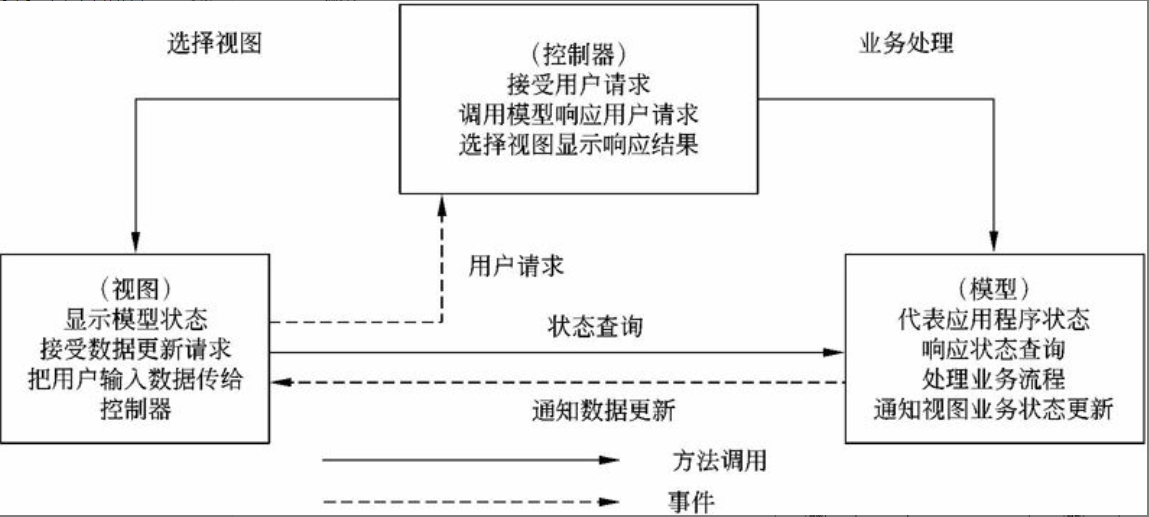 选择视图
业务处理
（控制器）
接受用户请求
调用模型响应用户请求
选择视图显示响应结果
用户请求
（视图）
显示模型状态
接受数据更新请求
把用户输入数据传给
控制器
状态查询
通知数据更新
（模型）
代表应用程序状态
响应状态查询
处理业务流程
通知视图业务状态更新
方法调用
事件